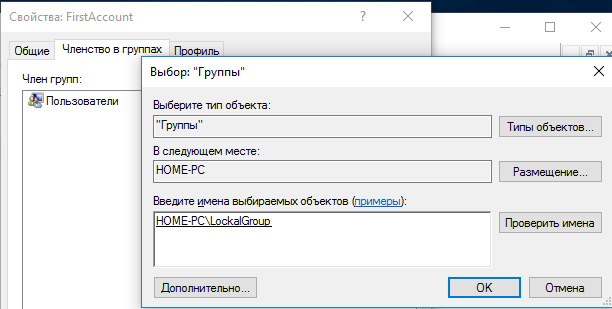 Свойства: FirstAccount
Общие Членство в группах Профиль
Член групп:
Пользователи
Выбор: "Группы"
Выберите тип объекта:
"Группы" Типы объектов...
В следующем месте:
HOME-PC Размещение...
Введите имена выбираемых объектов (примеры):
HOME-PC\LockalGroup Проверить имена
Дополнительно... ОК Отмена